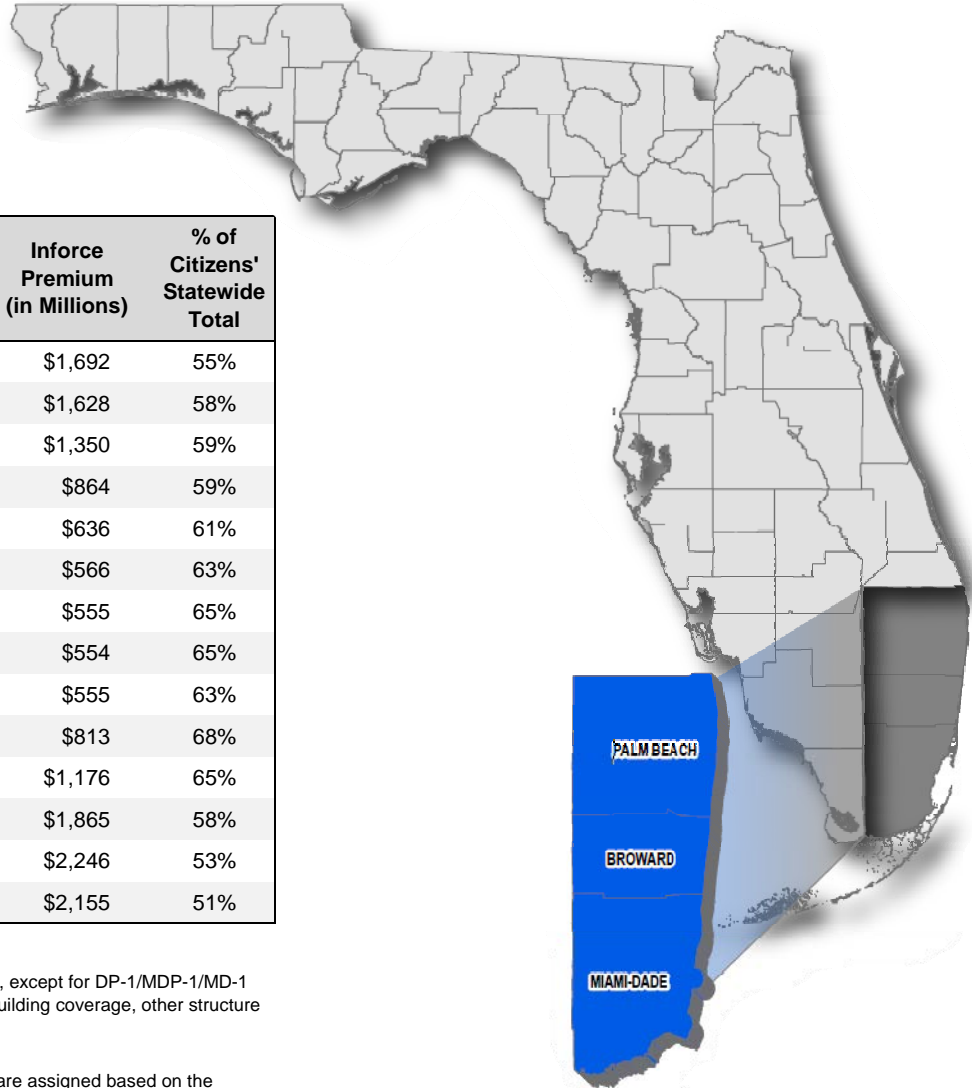 Inforce Premium (in Millions) % of Citizens' Statewide Total
$1,692 55%
$1,628 58%
$1,350 59%
$864 59%
$636 61%
$566 63%
$555 65%
$554 65%
$555 63%
$813 68%
$1,176 65%
$1,865 58%
$2,246 53%
$2,155 51%
PALM BEACH
BROWARD
MIAMI-DADE
, except for DP-1/MDP-1/MD-1
uilding coverage, other structure
are assigned based on the